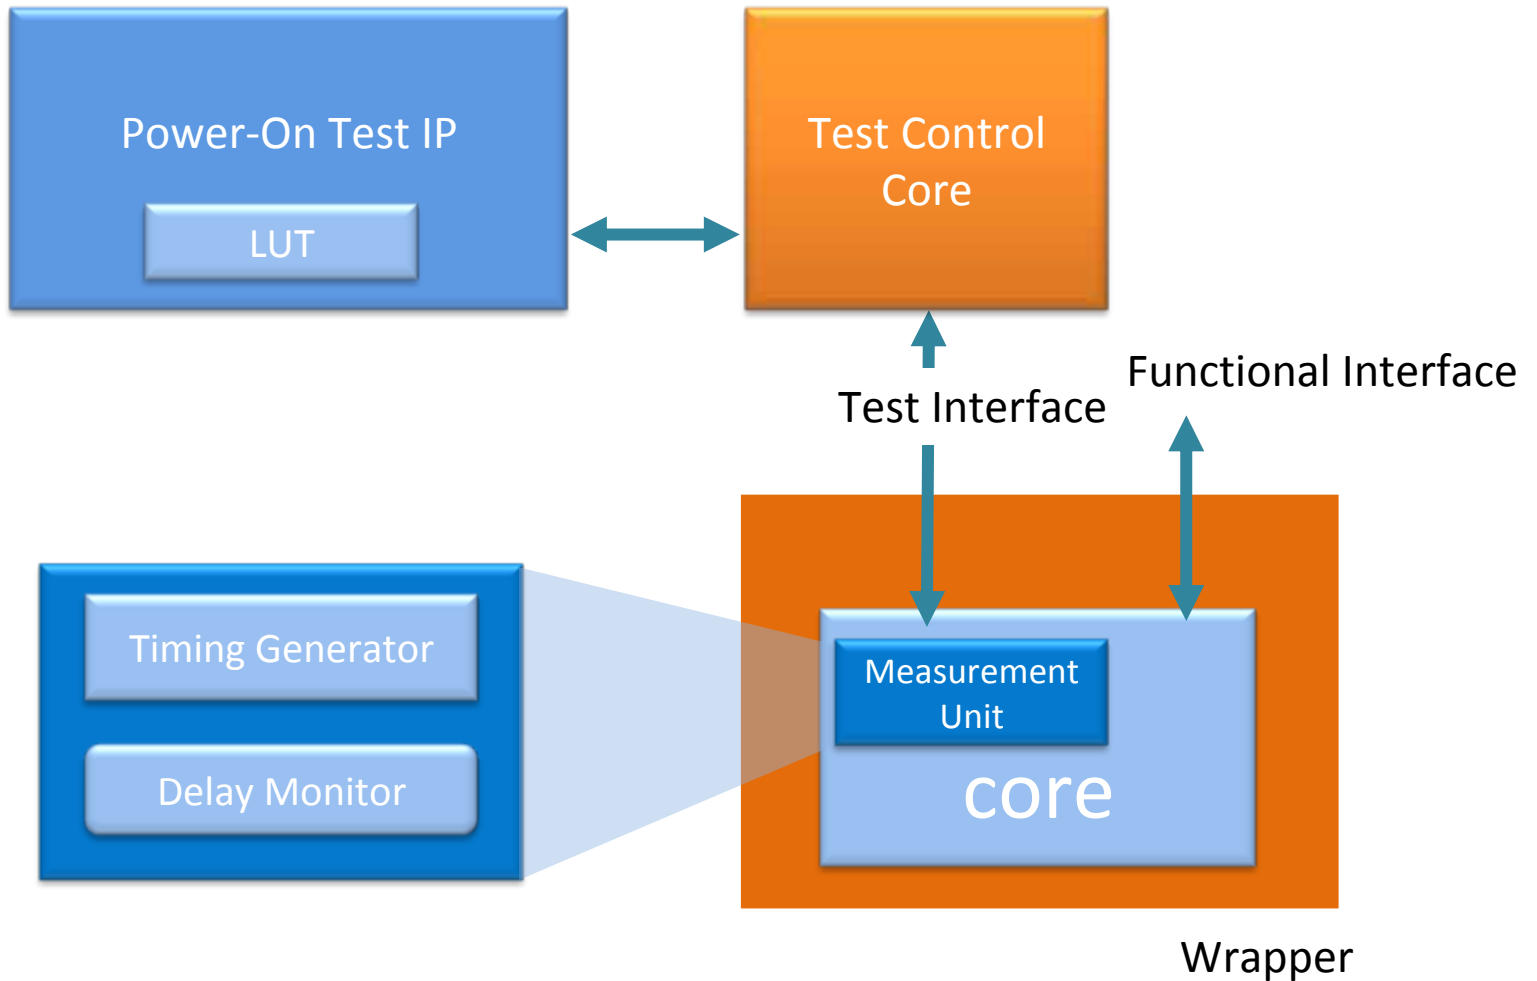 Power-On Test IP
LUT
Test Control
Core
Functional Interface
Test Interface
Timing Generator
Delay Monitor
Measurement
Unit
core
Wrapper